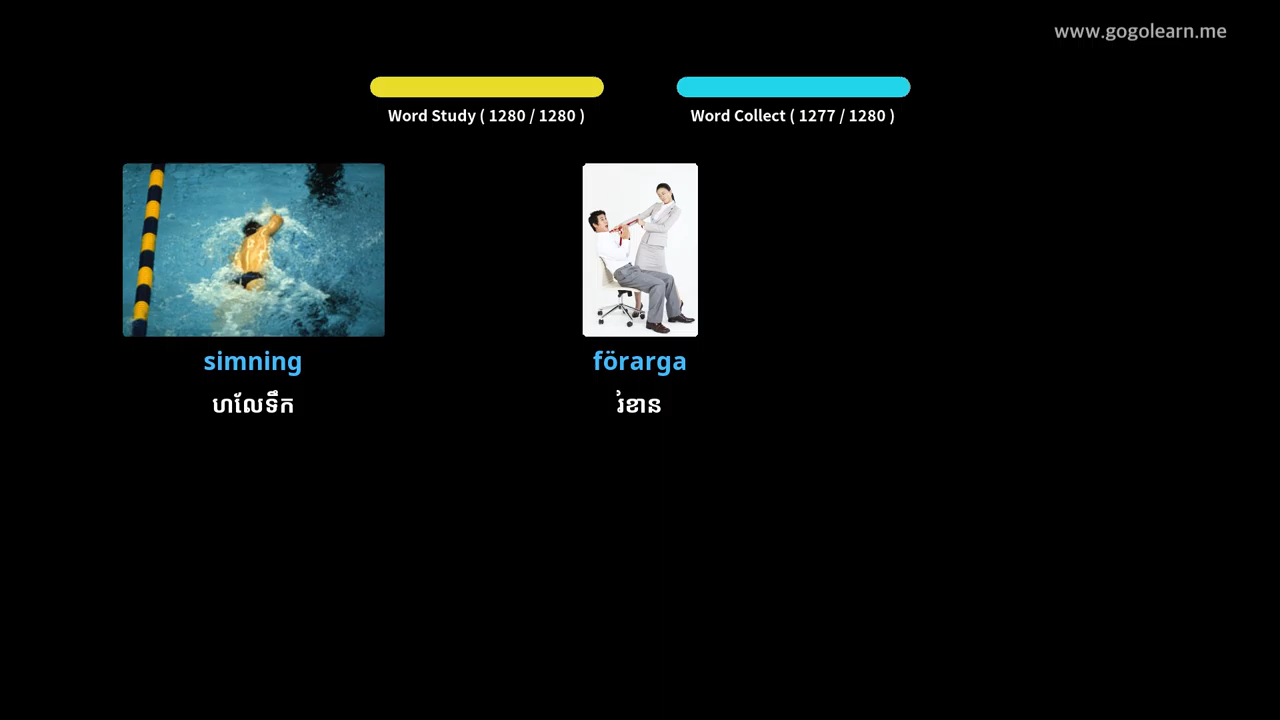 www.gogolearn.me
Word Study ( 1280 / 1280 )
Word Collect ( 1277 / 1280 )
simning
ហែលទឹក
förarga
រំខាន